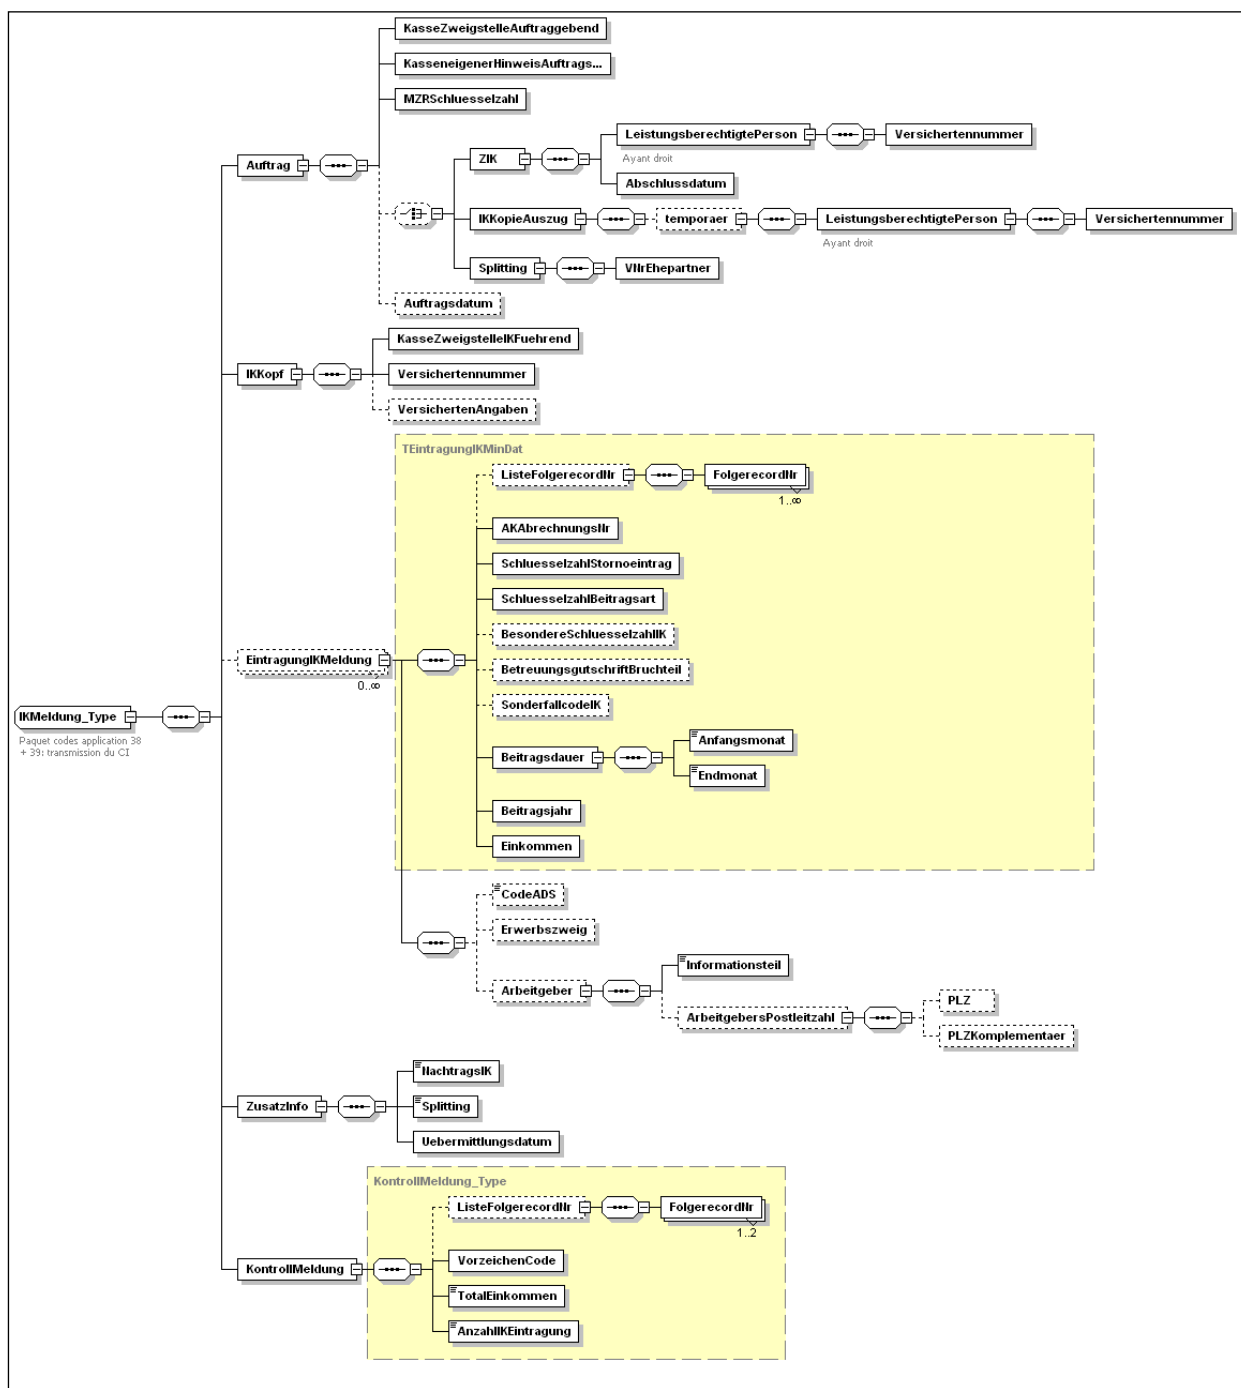 KasseZweigstelleAuftraggebend
KasseneigenerHinweisAuftrags...
MZRSchluesselzahl
Auftrag
ZIK
LeistungsberechtigtePerson
Versichertennummer
Ayant droit
Abschlussdatum
IKKopieAuszug
temporaer
LeistungsberechtigtePerson
Versichertennummer
Ayant droit
Splitting
VNrEhepartner
Auftragsdatum
KasseZweigstelleIKFuehrend
IKKopf
Versichertennummer
VersichertenAngaben
TEintragungIKMinDat
ListeFolgerecordNr
FolgerecordNr
1..∞
AKAbrechnungsNr
SchluesselzahlStornoeintrag
SchluesselzahlBeitragsart
BesondereSchluesselzahlIK
EintragungIKMeldung
0..∞
BetreuungsgutschriftBruchteil
SonderfallcodeIK
IKMeldung_Type
Paquet codes application 38
+ 39: transmission du CI
Beitragsdauer
Anfangsmonat
Endmonat
Beitragsjahr
Einkommen
CodeADS
Erwerbszweig
Arbeitgeber
Informationsteil
ArbeitgebersPostleitzahl
PLZ
PLZKomplementaer
NachtragsIK
ZusatzInfo
Splitting
Uebermittlungsdatum
KontrollMeldung_Type
ListeFolgerecordNr
FolgerecordNr
1..2
VorzeichenCode
KontrollMeldung
TotalEinkommen
AnzahlIKEintragung